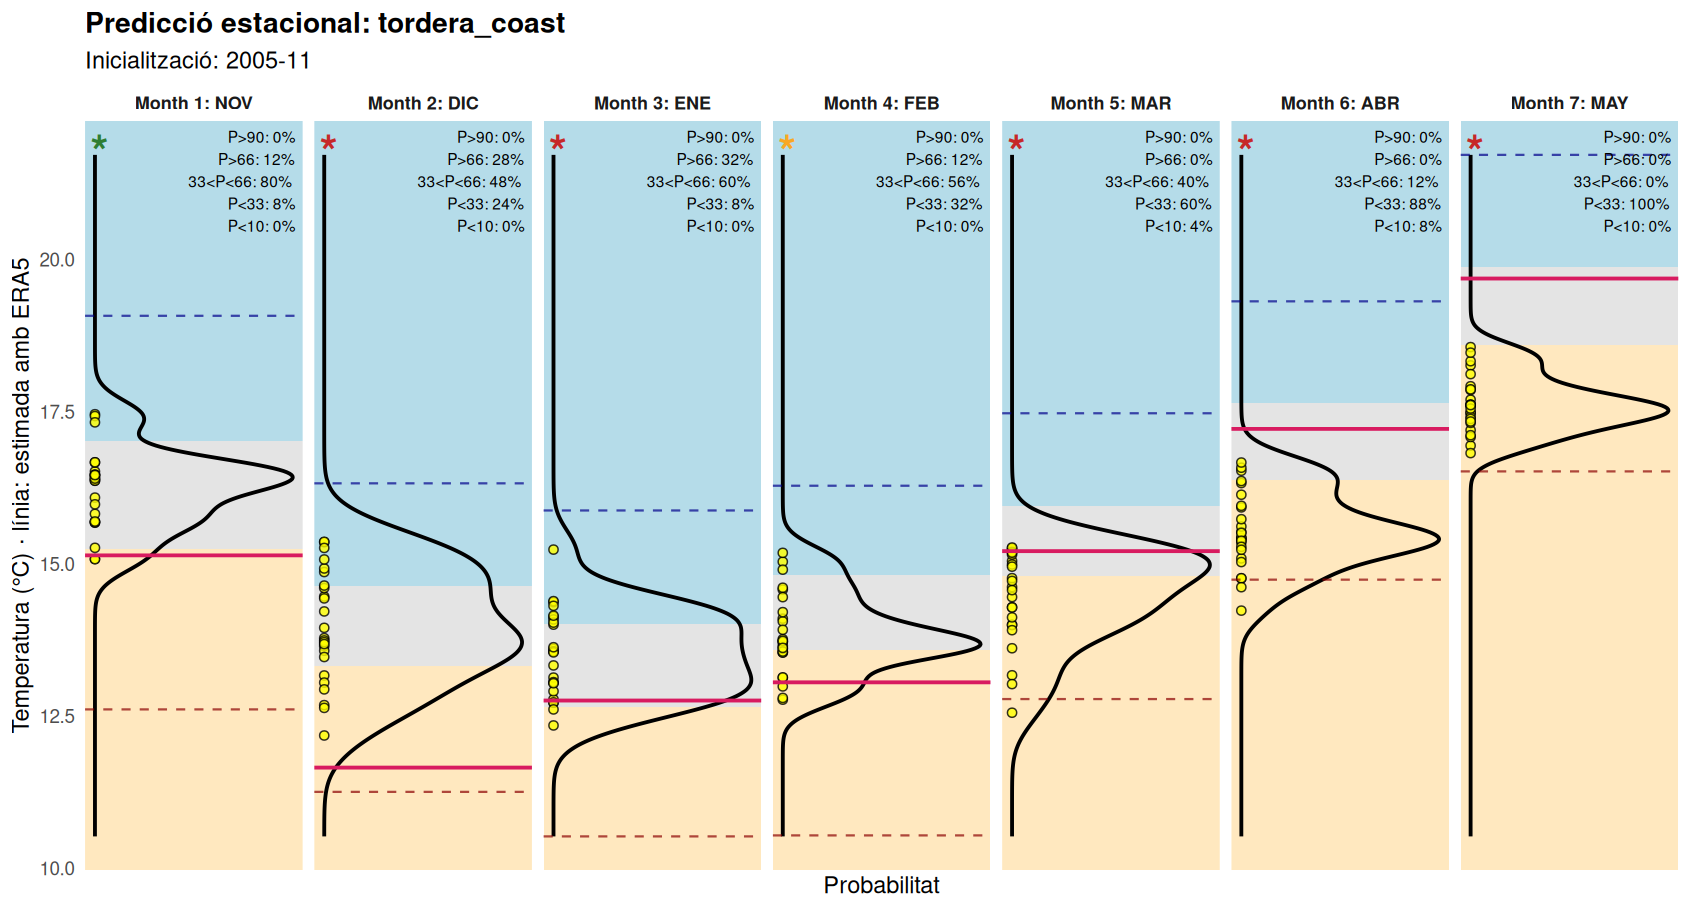 Predicció estacional: tordera_coast
Inicialització: 2005-11
Month 1: NOV
Month 2: DIC
Month 3: ENE
Month 4: FEB
Month 5: MAR
Month 6: ABR
Month 7: MAY
*
P>90: 0%
P>66: 12%
33<P<66: 80%
P<33: 8%
P<10: 0%
*
P>90: 0%
P>66: 28%
33<P<66: 48%
P<33: 24%
P<10: 0%
*
P>90: 0%
P>66: 32%
33<P<66: 60%
P<33: 8%
P<10: 0%
*
P>90: 0%
P>66: 12%
33<P<66: 56%
P<33: 32%
P<10: 0%
*
P>90: 0%
P>66: 0%
33<P<66: 40%
P<33: 60%
P<10: 4%
*
P>90: 0%
P>66: 0%
33<P<66: 12%
P<33: 88%
P<10: 8%
*
P>90: 0%
P>66: 0%
33<P<66: 0%
P<33: 100%
P<10: 0%
20.0
17.5
15.0
12.5
10.0
Temperatura (°C) · línia: estimada amb ERA5
Probabilitat